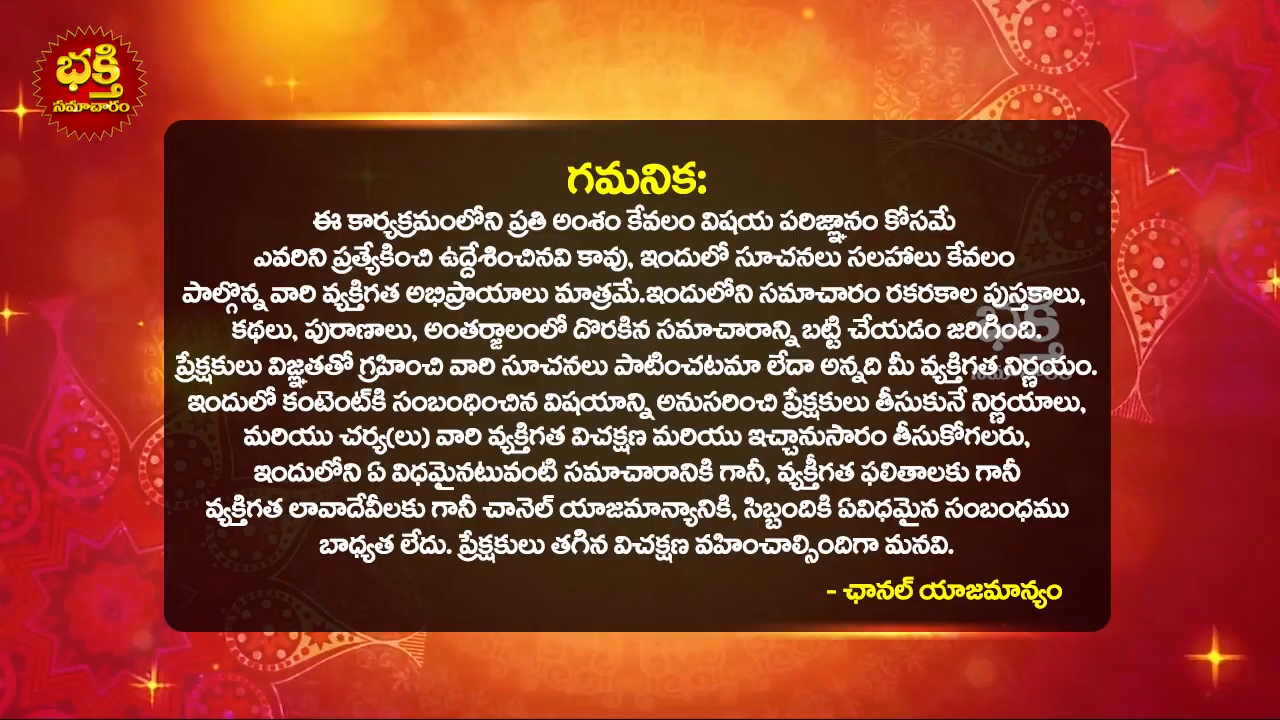 భక్తి
సమాచారం
గమనిక:
ఈ కార్యక్రమంలోని ప్రతి అంశం కేవలం విషయ పరిజ్ఞానం కోసమే
ఎవరిని ప్రత్యేకించి ఉద్దేశించినవి కావు, ఇందులో సూచనలు సలహాలు కేవలం
పాల్గొన్న వారి వ్యక్తిగత అభిప్రాయాలు మాత్రమే.ఇందులోని సమాచారం రకరకాల పుస్తకాలు,
కథలు, పురాణాలు, అంతర్జాలంలో దొరకిన సమాచారాన్ని బట్టి చేయడం జరిగింది.
ప్రేక్షకులు విజ్ఞతతో గ్రహించి వారి సూచనలు పాటించటమా లేదా అన్నది మీ వ్యక్తిగత నిర్ణయం.
ఇందులో కంటెంట్‌కి సంబంధించిన విషయాన్ని అనుసరించి ప్రేక్షకులు తీసుకునే నిర్ణయాలు,
మరియు చర్య(లు) వారి వ్యక్తిగత విచక్షణ మరియు ఇచ్ఛానుసారం తీసుకోగలరు,
ఇందులోని ఏ విధమైనటువంటి సమాచారానికి గానీ, వ్యక్తీగత ఫలితాలకు గానీ
వ్యక్తిగత లావాదేవీలకు గానీ చానెల్ యాజమాన్యానికి, సిబ్బందికి ఏవిధమైన సంబంధము
బాధ్యత లేదు. ప్రేక్షకులు తగిన విచక్షణ వహించాల్సిందిగా మనవి.
- ఛానల్ యాజమాన్యం
భక్తి
సమాచారం